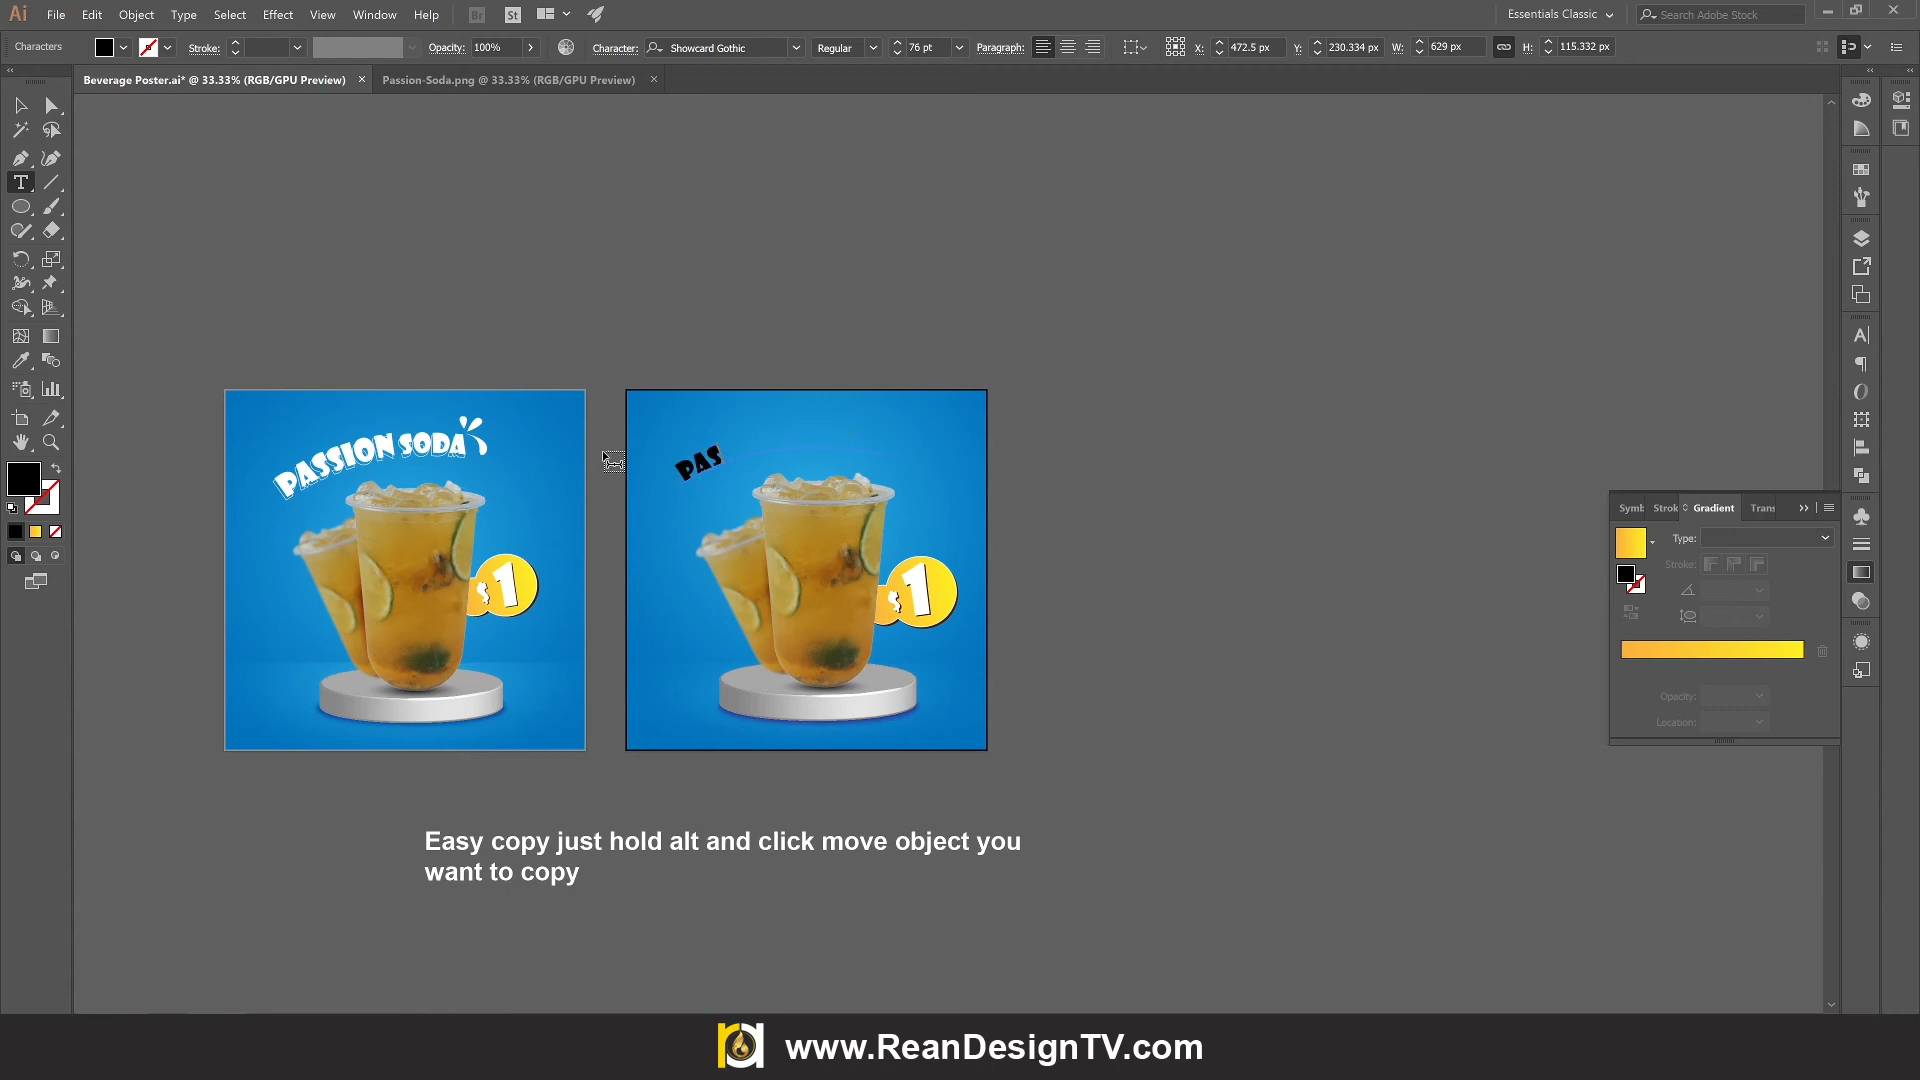 Ai File Edit Object Type Select Effect View Window Help Br St Essentials Classic Search Adobe Stock
Characters Stroke: Opacity: 100% Character: Showcard Gothic Regular 76 pt Paragraph: X: 472.5 px Y: 230.334 px W: 629 px H: 115.332 px
Beverage Poster.ai* @ 33.33% (RGB/GPU Preview) Passion-Soda.png @ 33.33% (RGB/GPU Preview)
PASSION SODA
PAS
$1
$1
Symb Strok Gradient Trans
Type:
Stroke:
Opacity:
Location:
Easy copy just hold alt and click move object you
want to copy
www.ReanDesignTV.com